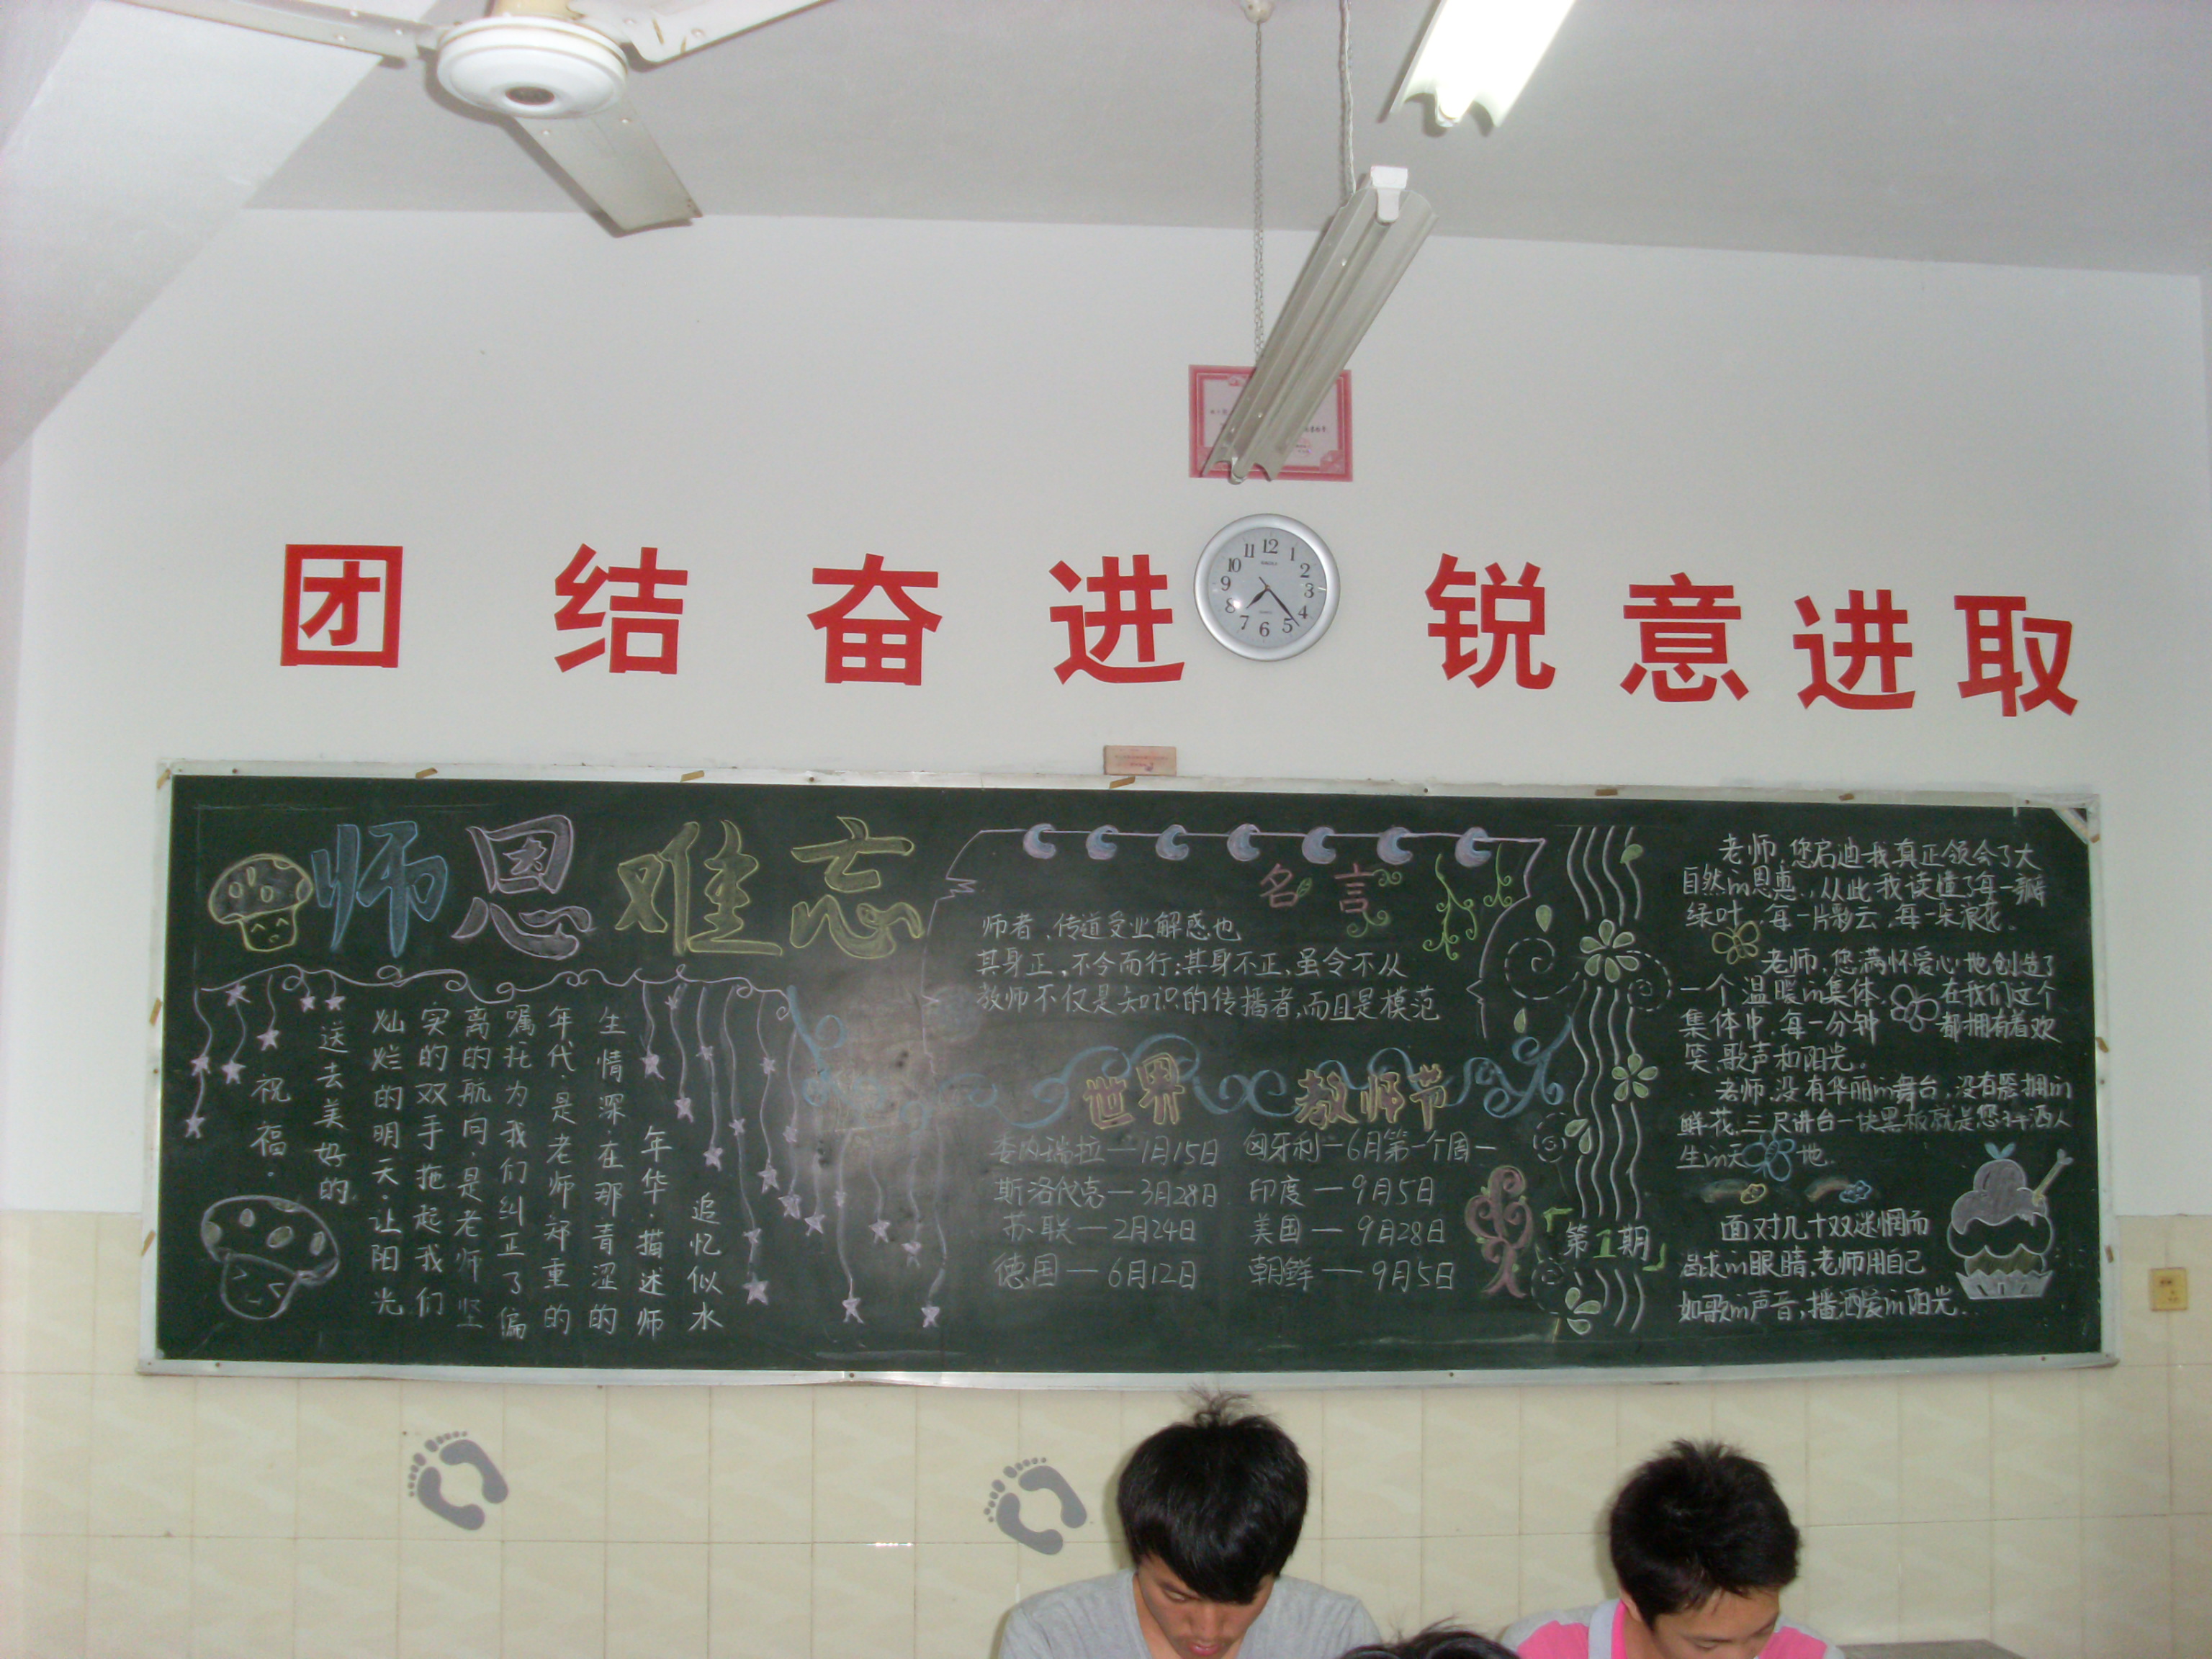 团结奋进 锐意进取
12
1
2
3
4
5
6
7
8
9
10
11
师恩难忘
追忆似水
年华·描述师
生情深在那青涩的
年代是老师郑重的
嘱托为我们纠正了偏
离的航向·是老师坚
实的双手拖起我们
灿烂的明天·让阳光
送去美好的
祝福·
名言
师者、传道受业解惑也
其身正,不令而行;其身不正,虽令不从
教师不仅是知识的传播者,而且是模范
世界 教师节
委内瑞拉—1月15日 匈牙利—6月第一个周一
斯洛伐克—3月28日 印度—9月5日
苏联—2月24日 美国—9月28日
德国—6月12日 朝鲜—9月5日
第1期
老师,您启迪我真正领会了大
自然的恩惠,从此我读懂了每一瓣
绿叶,每一片彩云,每一朵浪花。
老师,您满怀爱心地创造了
一个温暖的集体,在我们这个
集体中,每一分钟都拥有着欢
笑、歌声和阳光。
老师,没有华丽的舞台,没有簇拥的
鲜花,三尺讲台一块黑板就是您挥洒人
生的天地.
面对几十双迷惘而
渴求的眼睛,老师用自己
如歌的声音,播洒爱的阳光.